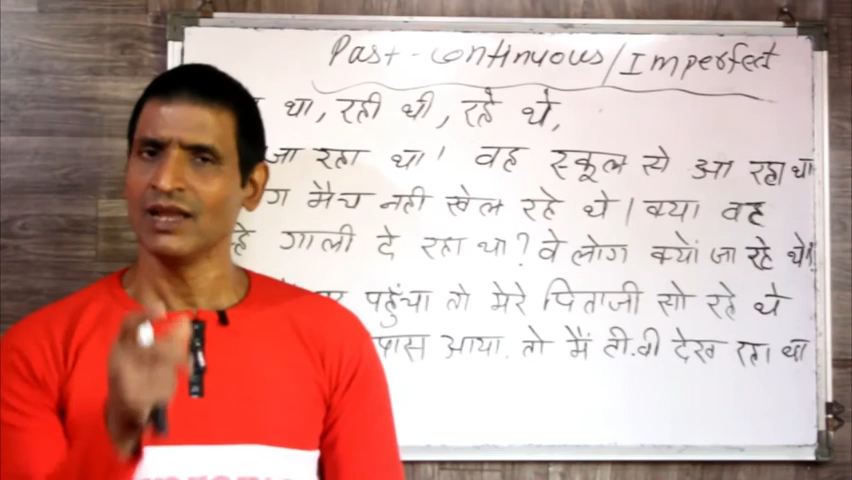 Past - Continuous / Imperfect
था, रही थी, रहे थे,
जा रहा था। वह स्कूल से आ रहा था
मैच नही खेल रहे थे। क्या वह
गाली दे रहा था? वे लोग क्यों जा रहे थे?
पहुँचा तो मेरे पिताजी सो रहे थे
पास आया. तो मैं टी.वी देख रहा था